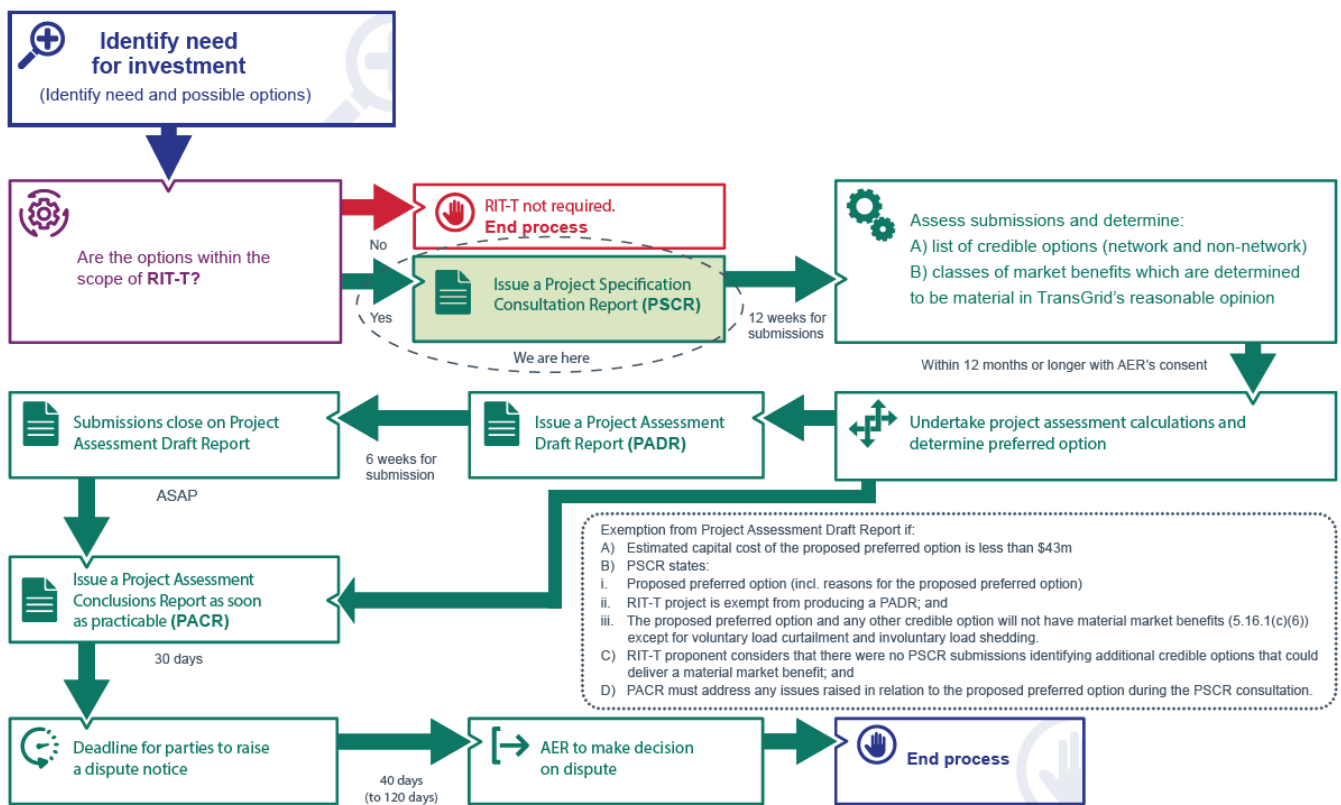 Identify need
for investment
(Identify need and possible options)
Are the options within the
scope of RIT-T?
No
RIT-T not required.
End process
Yes
Issue a Project Specification
Consultation Report (PSCR)
We are here
12 weeks for
submissions
Assess submissions and determine:
A) list of credible options (network and non-network)
B) classes of market benefits which are determined
to be material in TransGrid's reasonable opinion
Within 12 months or longer with AER's consent
Undertake project assessment calculations and
determine preferred option
Issue a Project Assessment
Draft Report (PADR)
6 weeks for
submission
Submissions close on Project
Assessment Draft Report
ASAP
Exemption from Project Assessment Draft Report if:
A) Estimated capital cost of the proposed preferred option is less than $43m
B) PSCR states:
i. Proposed preferred option (incl. reasons for the proposed preferred option)
ii. RIT-T project is exempt from producing a PADR; and
iii. The proposed preferred option and any other credible option will not have material market benefits (5.16.1(c)(6))
except for voluntary load curtailment and involuntary load shedding.
C) RIT-T proponent considers that there were no PSCR submissions identifying additional credible options that could
deliver a material market benefit; and
D) PACR must address any issues raised in relation to the proposed preferred option during the PSCR consultation.
Issue a Project Assessment
Conclusions Report as soon
as practicable (PACR)
30 days
Deadline for parties to raise
a dispute notice
40 days
(to 120 days)
AER to make decision
on dispute
End process